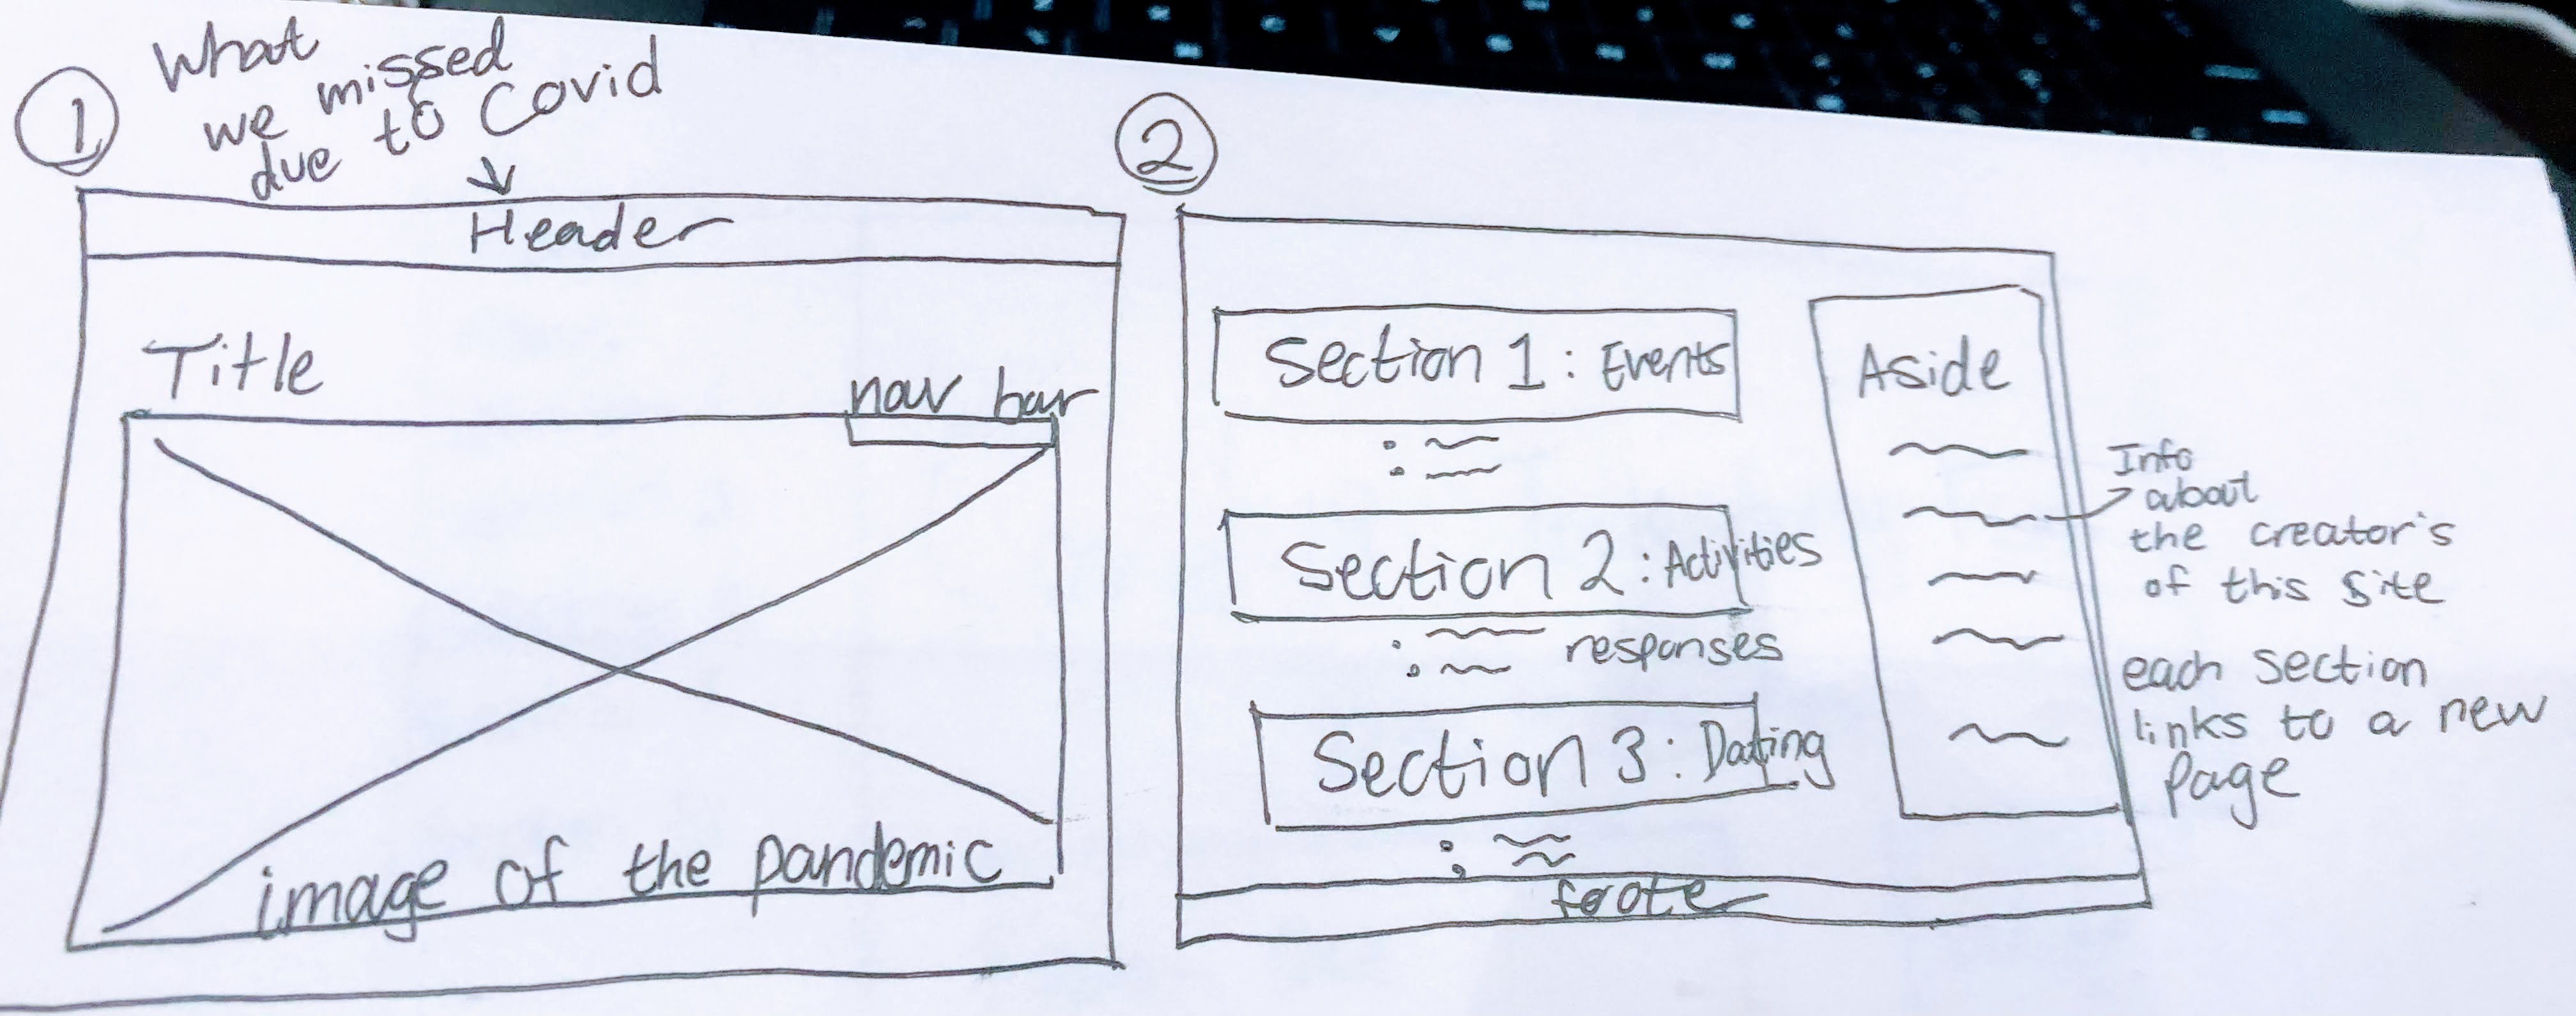 1
What
we missed
due to Covid
Header
Title
nav bar
image of the pandemic
2
Section 1 : Events
Section 2 : Activities
responses
Section 3 : Dating
footer
Aside
Info
about
the creator's
of this site
each section
links to a new
page